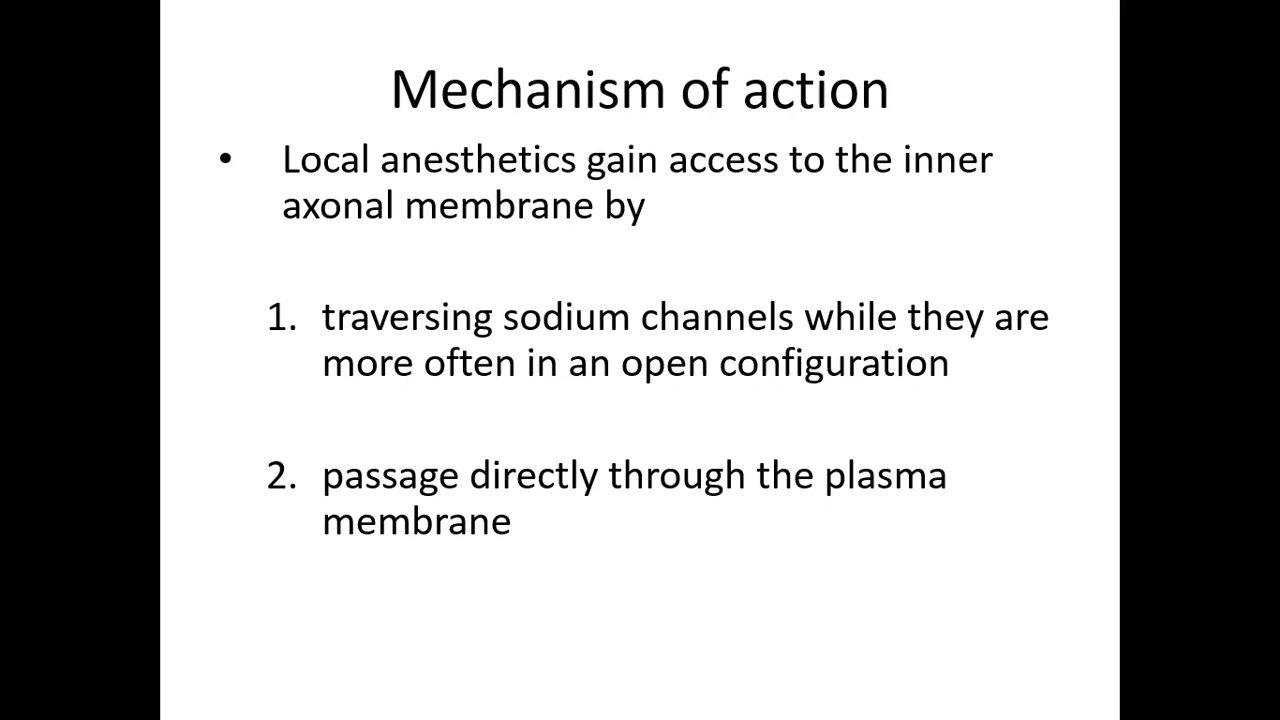 Mechanism of action
• Local anesthetics gain access to the inner
axonal membrane by
1. traversing sodium channels while they are
more often in an open configuration
2. passage directly through the plasma
membrane